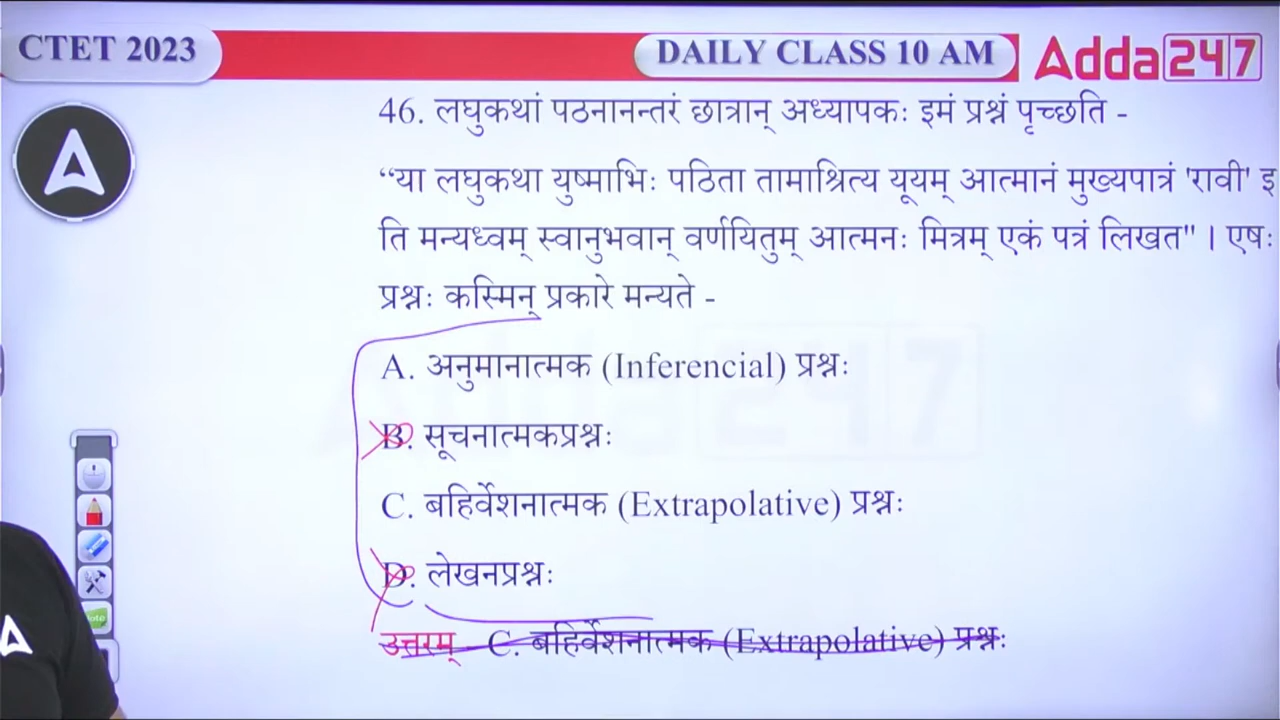 CTET 2023
DAILY CLASS 10 AM
Adda247
46. लघुकथां पठनानन्तरं छात्रान् अध्यापकः इमं प्रश्नं पृच्छति -
“या लघुकथा युष्माभिः पठिता तामाश्रित्य यूयम् आत्मानं मुख्यपात्रं 'रावी' इ
ति मन्यध्वम् स्वानुभवान् वर्णयितुम् आत्मनः मित्रम् एकं पत्रं लिखत" । एषः
प्रश्नः कस्मिन् प्रकारे मन्यते -
A. अनुमानात्मक (Inferencial) प्रश्नः
B. सूचनात्मकप्रश्नः
C. बहिर्वेशनात्मक (Extrapolative) प्रश्नः
D. लेखनप्रश्नः
उत्तरम् C. बहिर्वेशनात्मक (Extrapolative) प्रश्नः